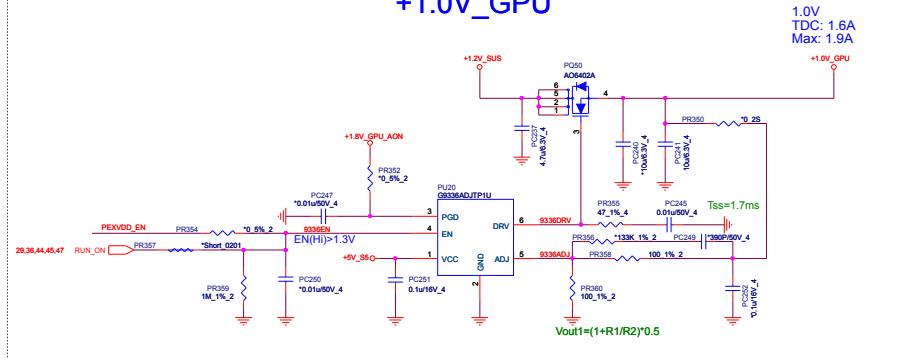 +1.0V_GPU
1.0V
TDC: 1.6A
Max: 1.9A
+1.2V_SUS
PQ50
AO6402A
+1.0V_GPU
6
5
2
1
4
3
PC237
4.7u/6.3V_4
PC240
*10u/6.3V_4
PC241
10u/6.3V_4
PR350
*0_2S
+1.8V_GPU_AON
PR352
*0_5%_2
PC247
*0.01u/50V_4
PU20
G9336ADJTP1U
PEXVDD_EN
PR354
*0_5%_2
9336EN
EN(Hi)>1.3V
29,36,44,45,47
RUN_ON
PR357
*Short_0201
+5V_S5
3
PGD
4
EN
1
VCC
GND
2
DRV
6
ADJ
5
9336DRV
9336ADJ
PR355
47_1%_4
PC245
0.01u/50V_4
Tss=1.7ms
PR356
*133K_1%_2
PC249
*390P/50V_4
PR358
100_1%_2
PR359
1M_1%_2
PC250
*0.01u/50V_4
PC251
0.1u/16V_4
PR360
100_1%_2
PC252
*0.1u/16V_4
Vout1=(1+R1/R2)*0.5